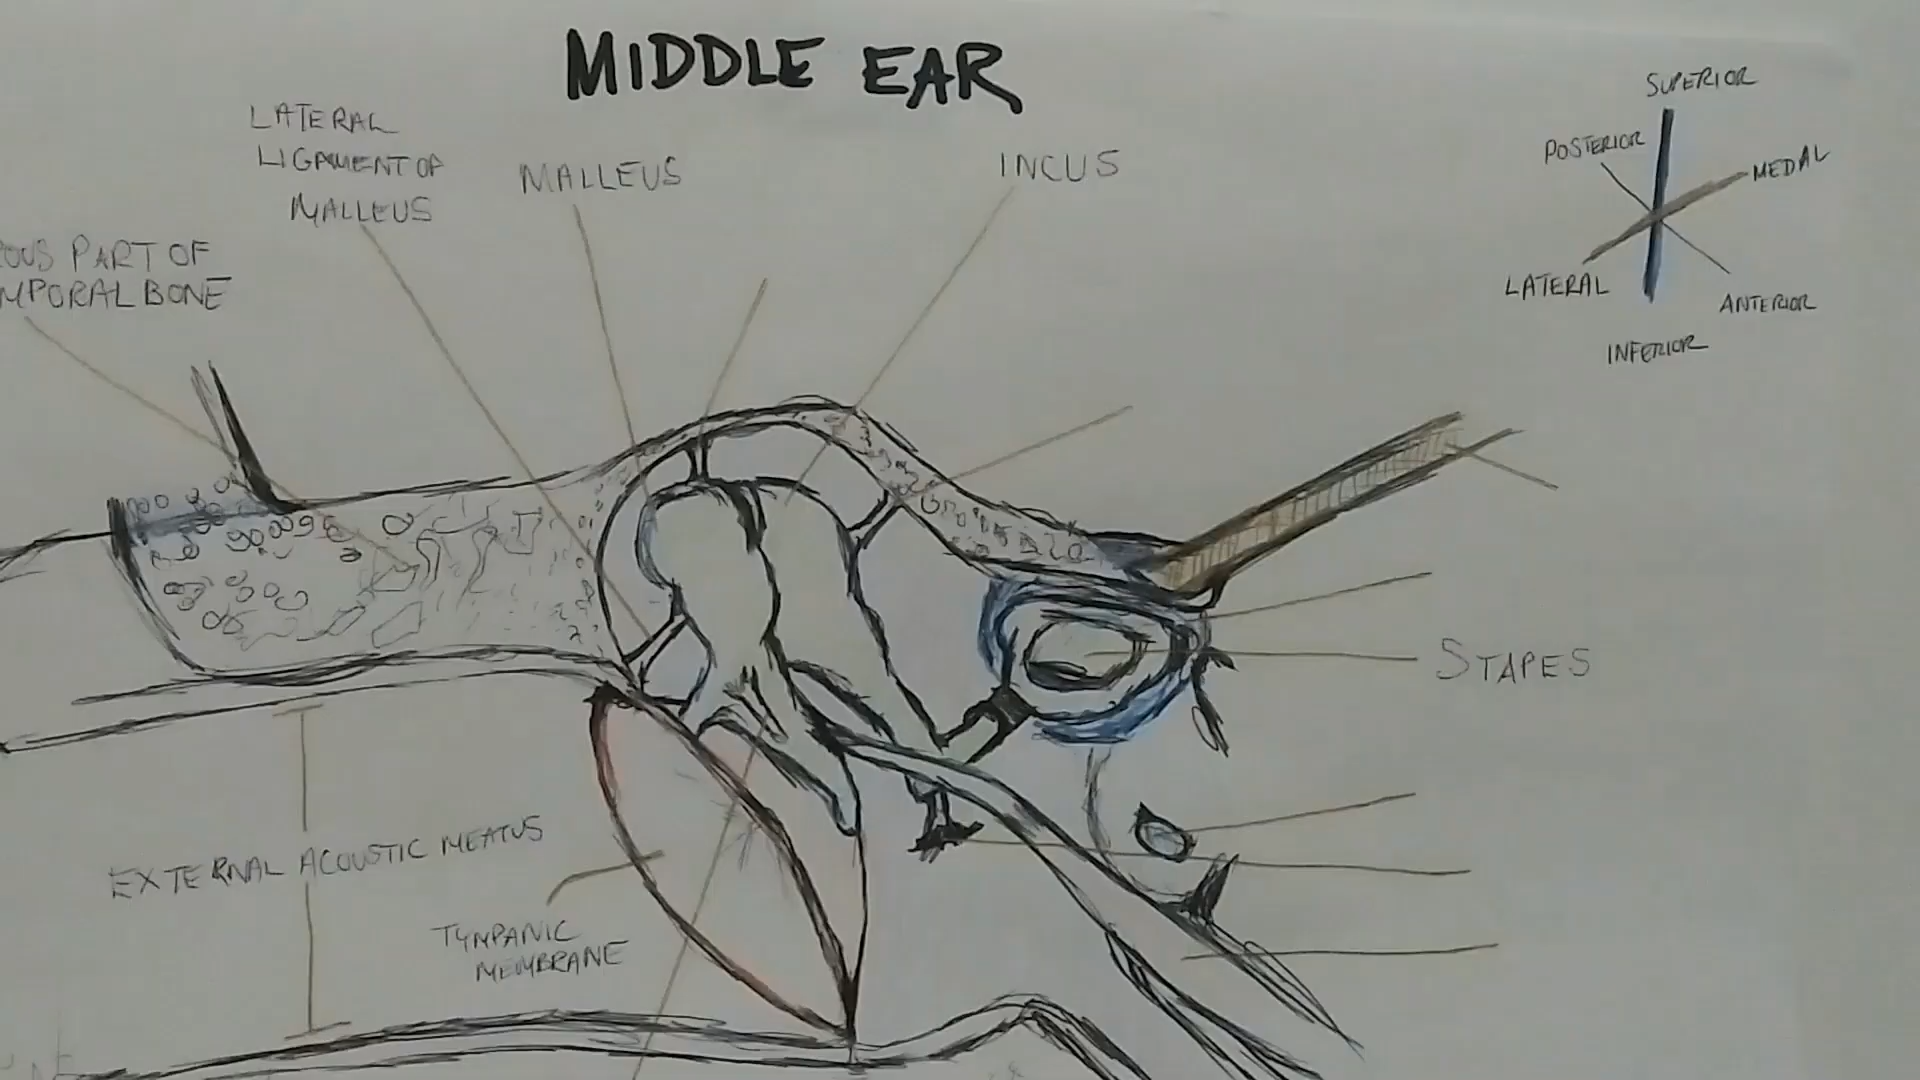 MIDDLE EAR
SUPERIOR
POSTERIOR
MEDAL
LATERAL
ANTERIOR
INFERIOR
LATERAL
LIGAMENT OF
MALLEUS
MALLEUS
INCUS
OUS PART OF
MPORAL BONE
STAPES
EXTERNAL ACOUSTIC MEATUS
TYMPANIC
MEMBRANE